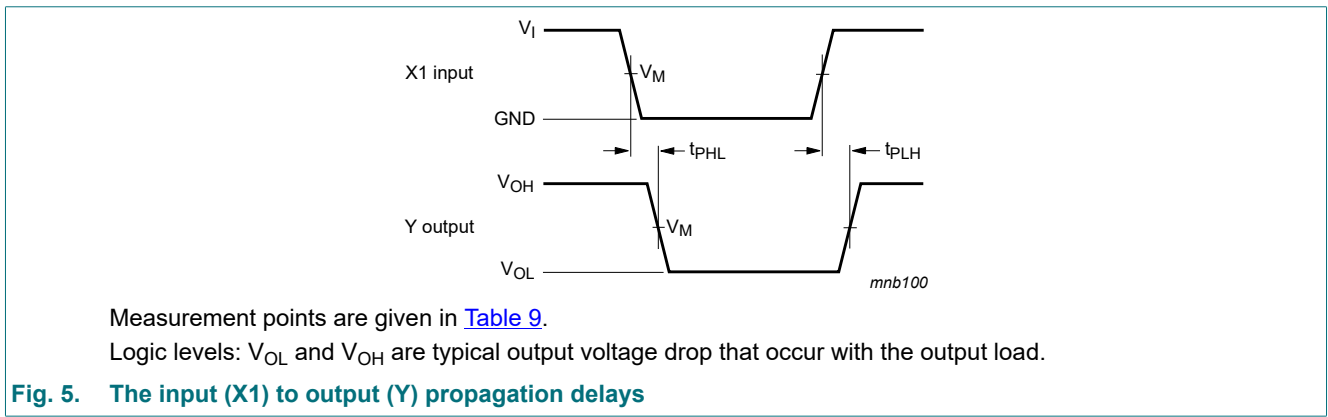 V_I
X1 input
V_M
GND
t_PHL
t_PLH
V_OH
Y output
V_M
V_OL
mnb100
Measurement points are given in Table 9.
Logic levels: V_OL and V_OH are typical output voltage drop that occur with the output load.
Fig. 5. The input (X1) to output (Y) propagation delays